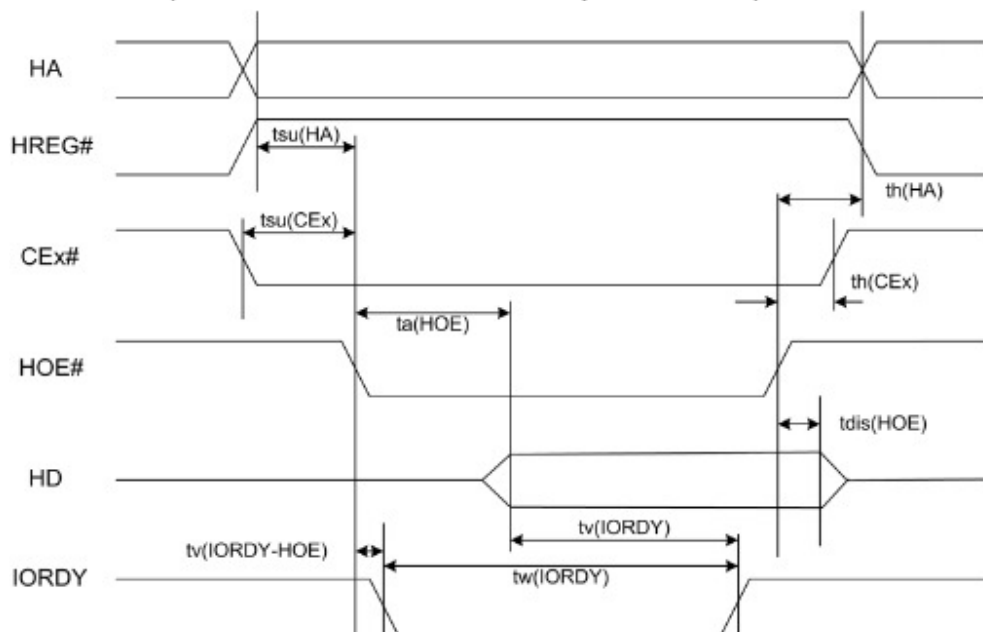 HA
HREG#
tsu(HA)
th(HA)
tsu(CEx)
CEx#
th(CEx)
ta(HOE)
HOE#
tdis(HOE)
HD
tv(IORDY)
tv(IORDY-HOE)
IORDY
tw(IORDY)